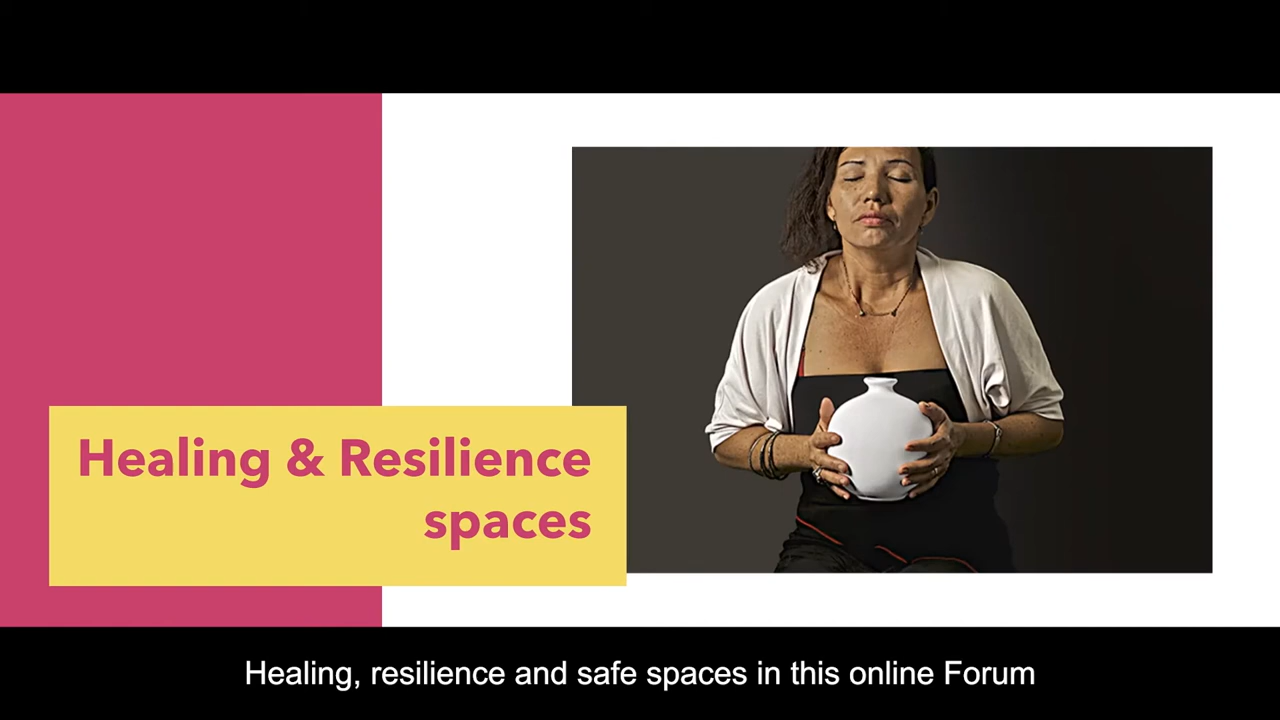 Healing & Resilience
spaces
Healing, resilience and safe spaces in this online Forum